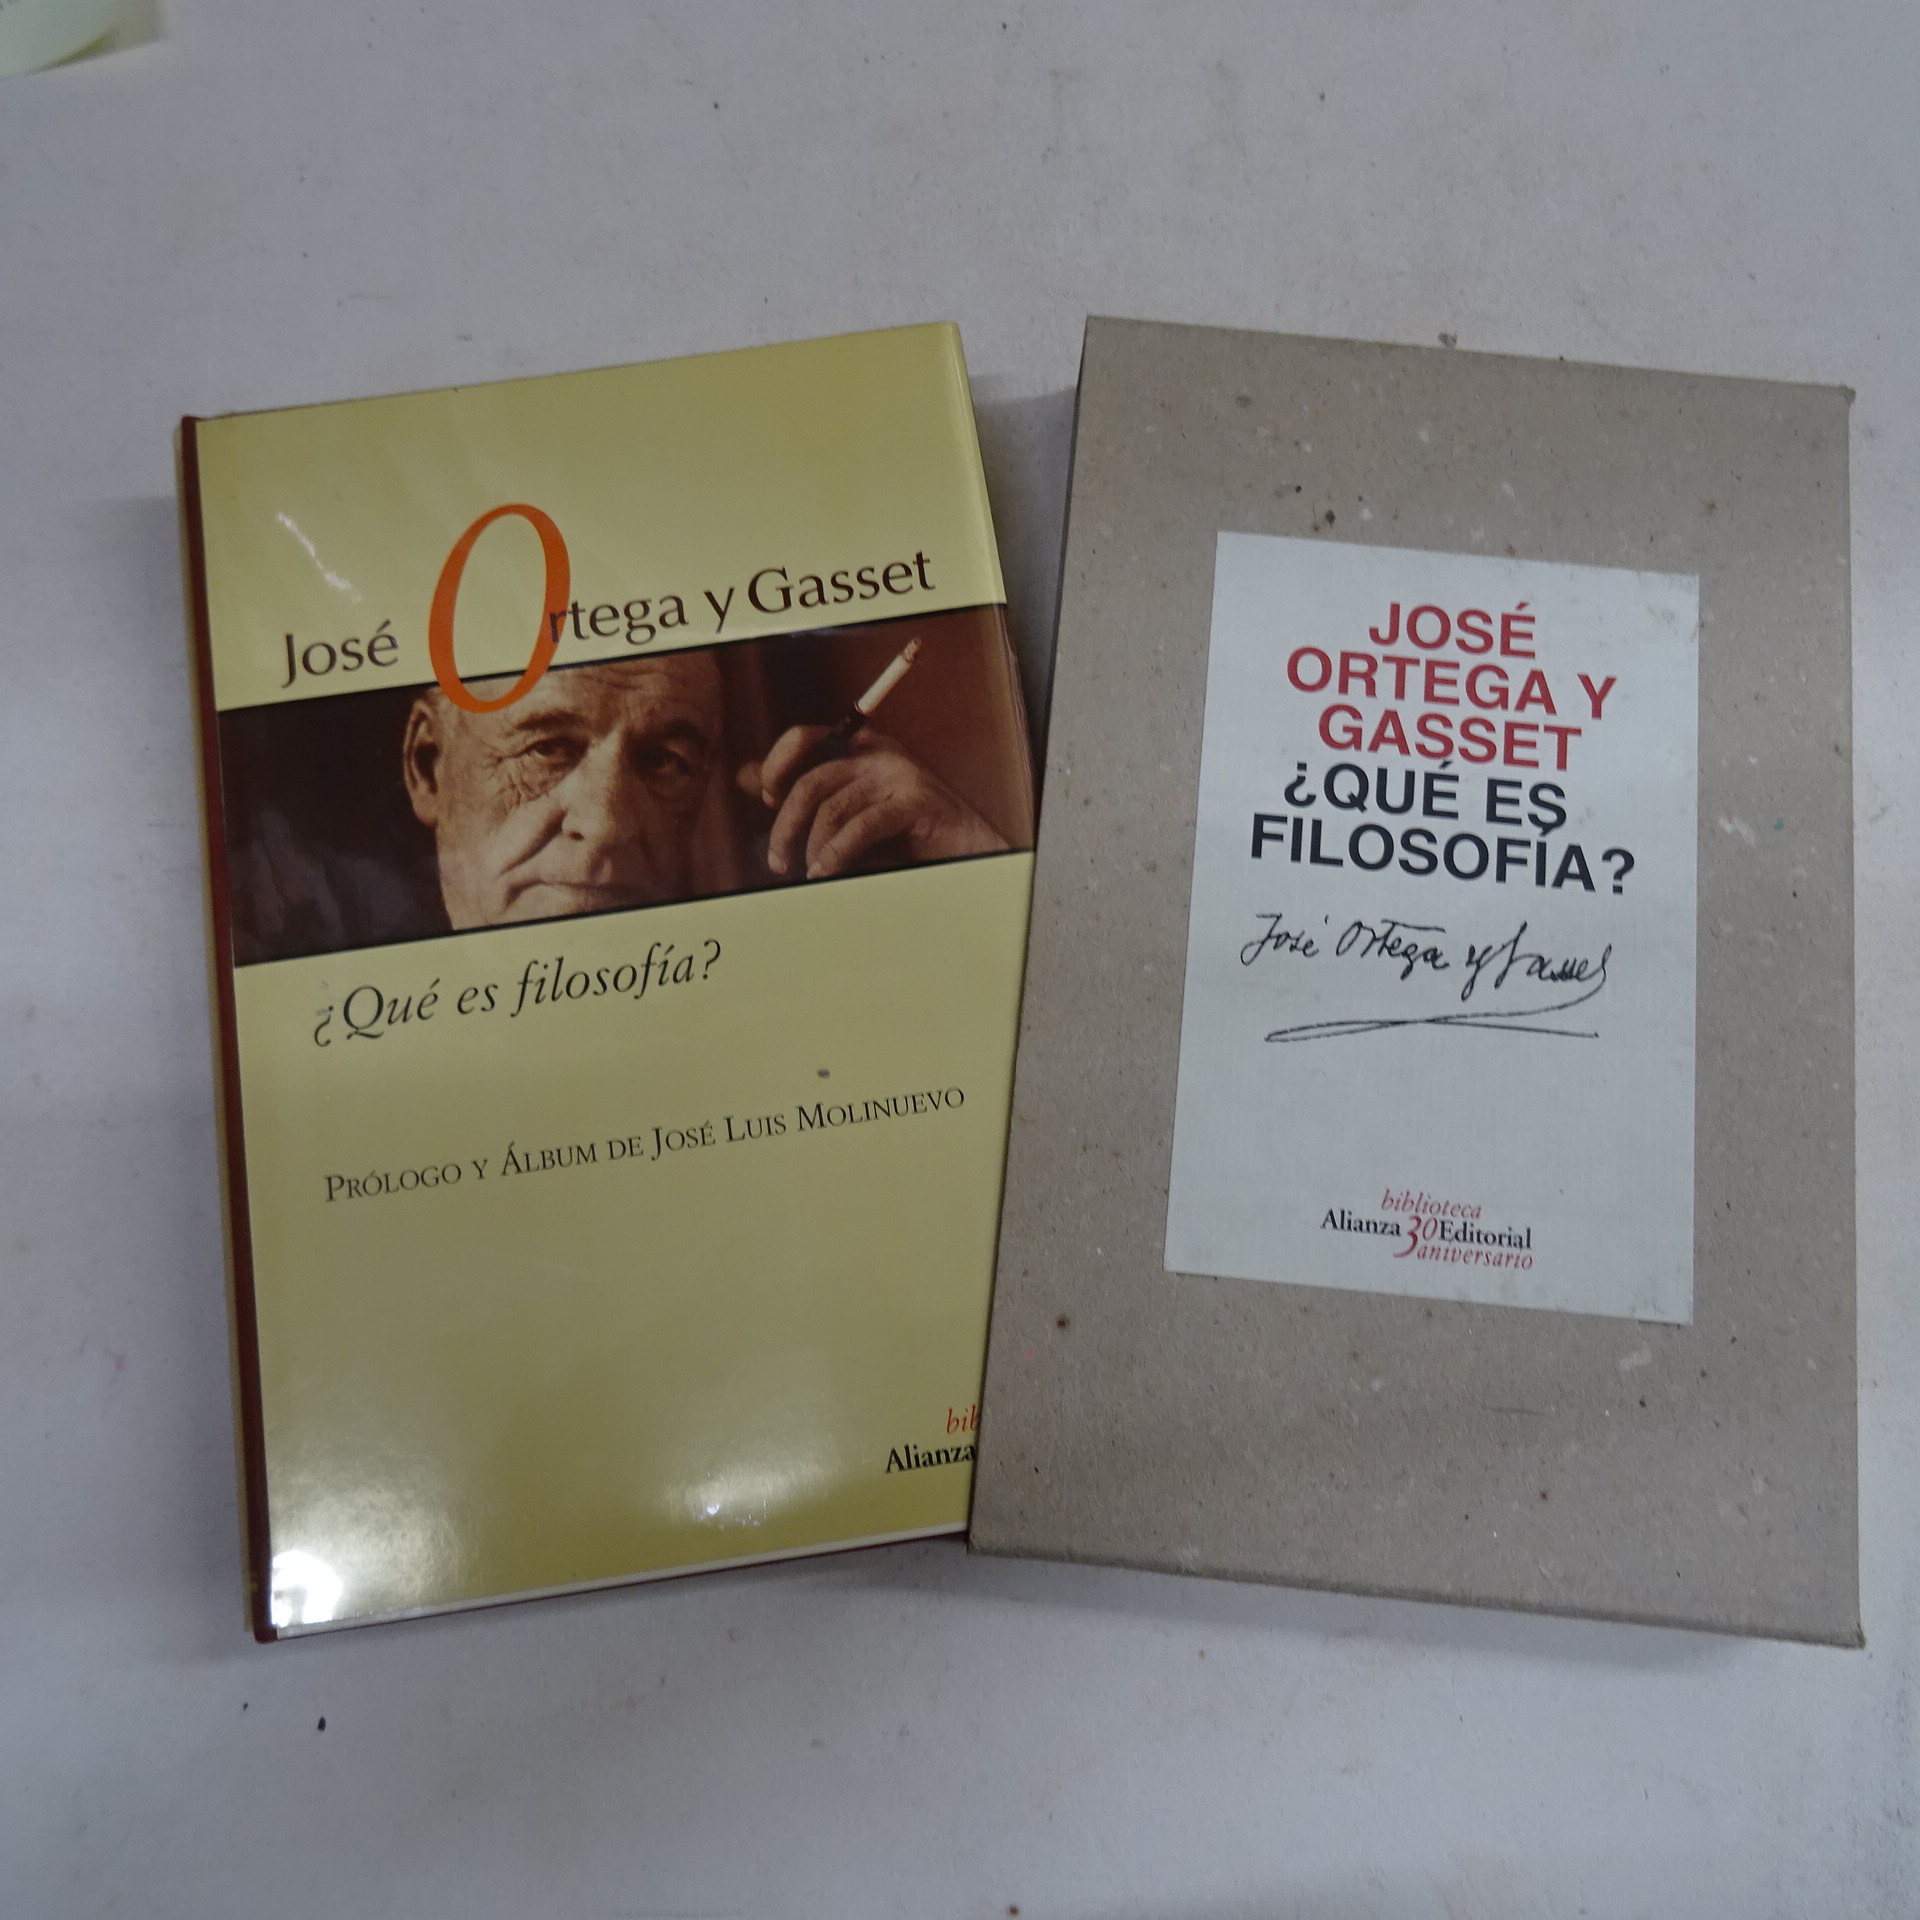 José Ortega y Gasset
¿Qué es filosofía?
PRÓLOGO Y ÁLBUM DE JOSÉ LUIS MOLINUEVO
Alianza
JOSÉ
ORTEGA Y
GASSET
¿QUÉ ES
FILOSOFÍA?
José Ortega y Gasset
biblioteca
Alianza 30 Editorial
aniversario